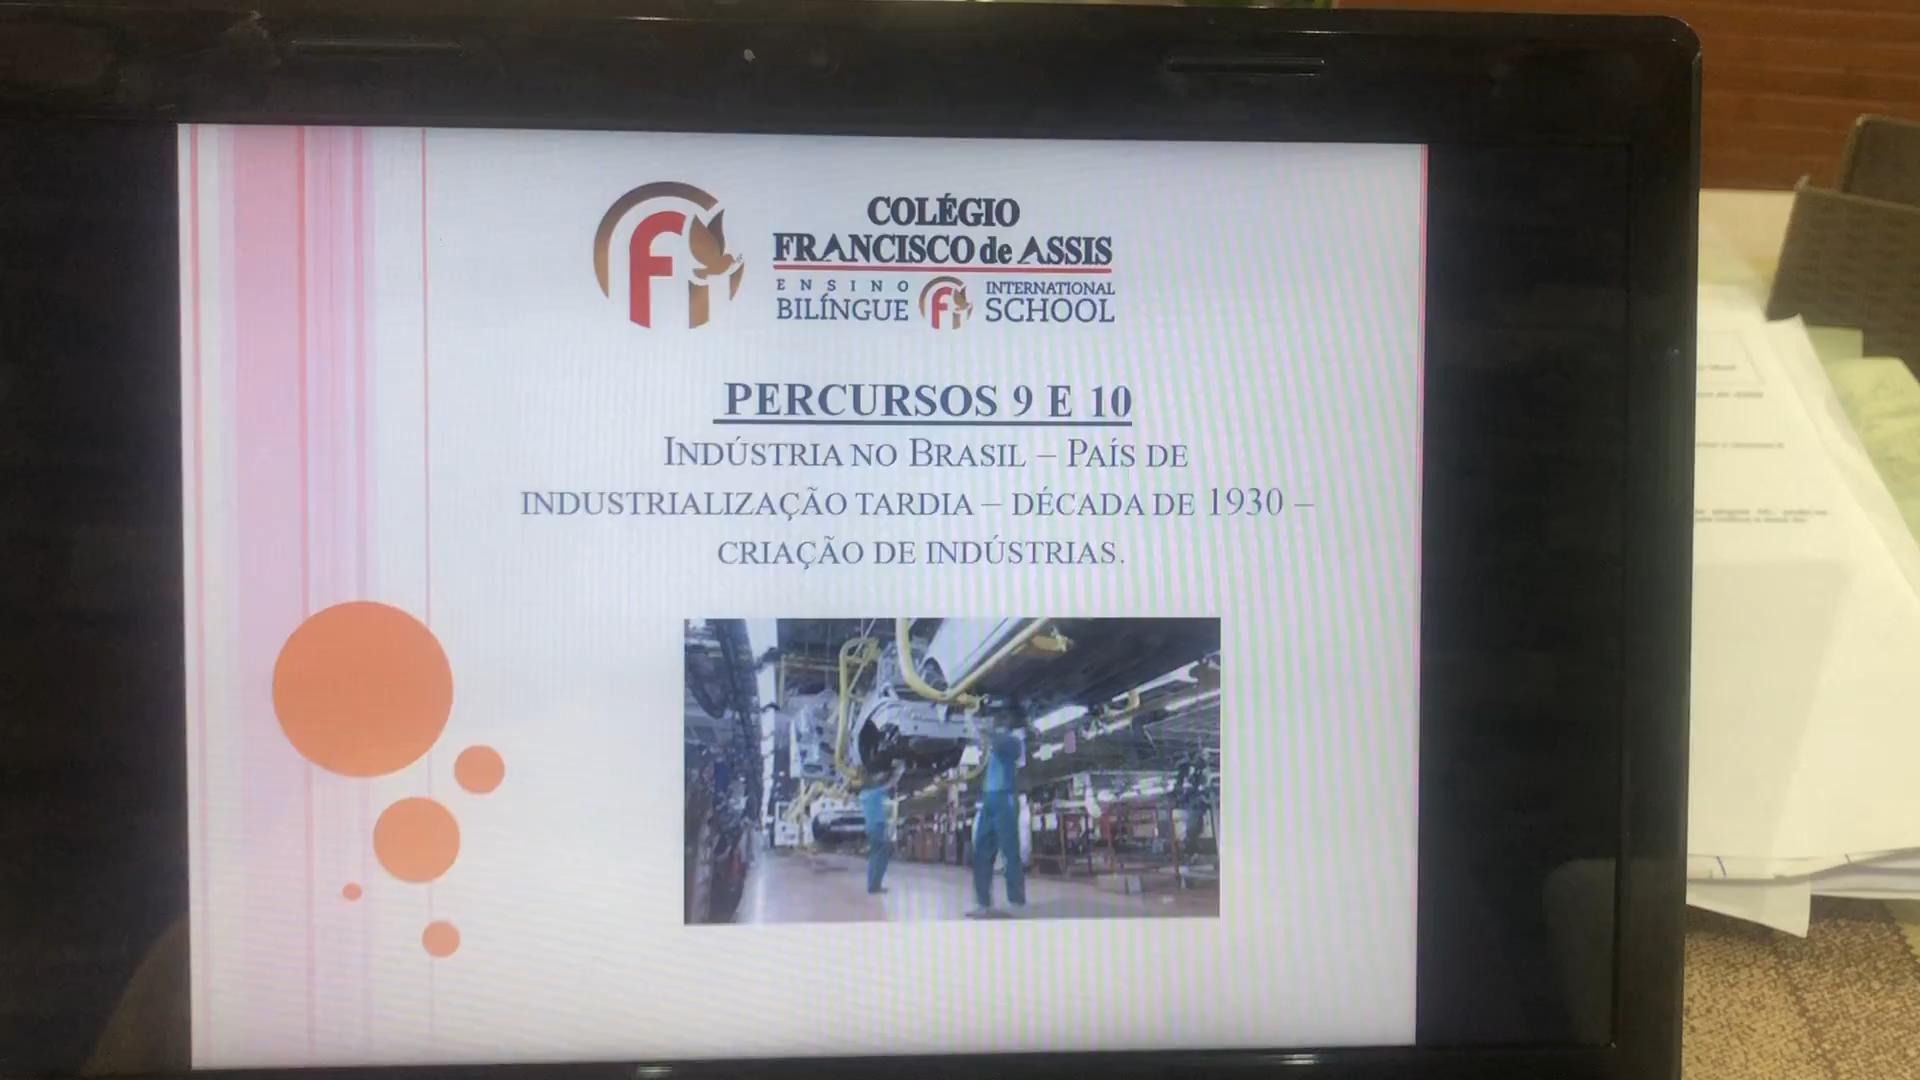 COLÉGIO
FRANCISCO de ASSIS
ENSINO BILÍNGUE
INTERNATIONAL SCHOOL
PERCURSOS 9 E 10
INDÚSTRIA NO BRASIL – PAÍS DE
INDUSTRIALIZAÇÃO TARDIA – DÉCADA DE 1930 –
CRIAÇÃO DE INDÚSTRIAS.